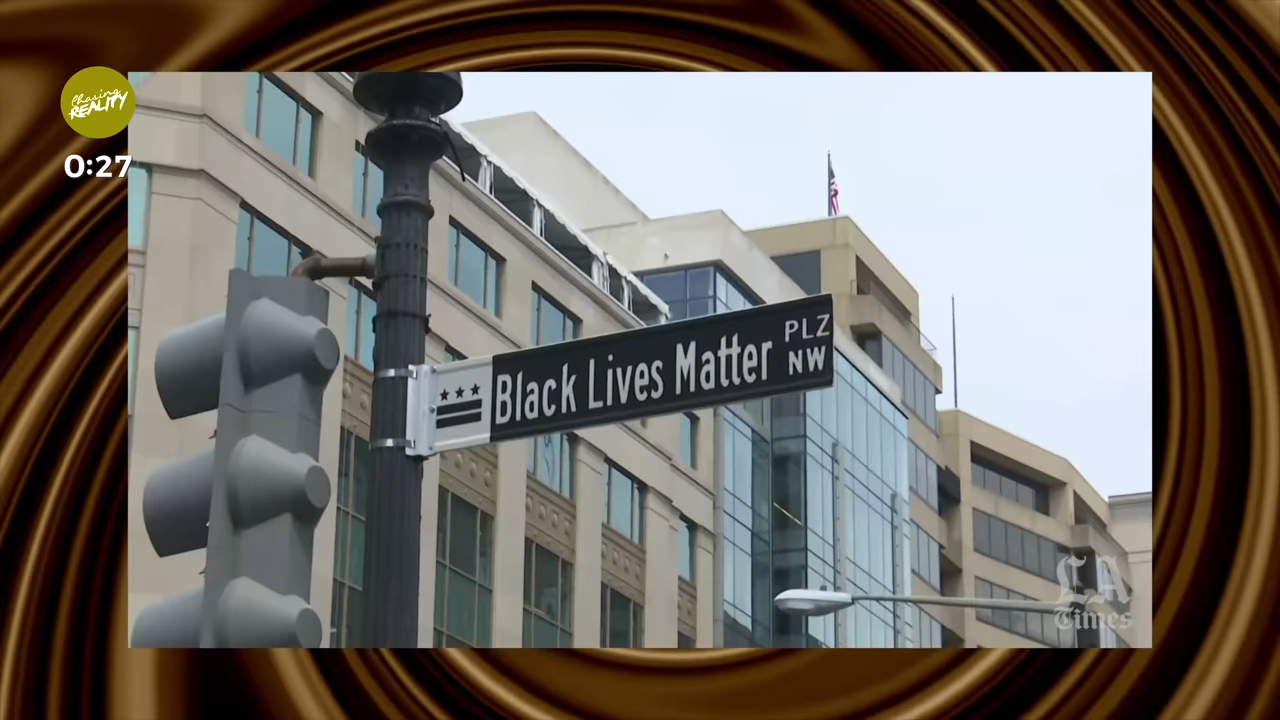 Chasing
REALITY
0:27
Black Lives Matter PLZ
NW
LA
Times